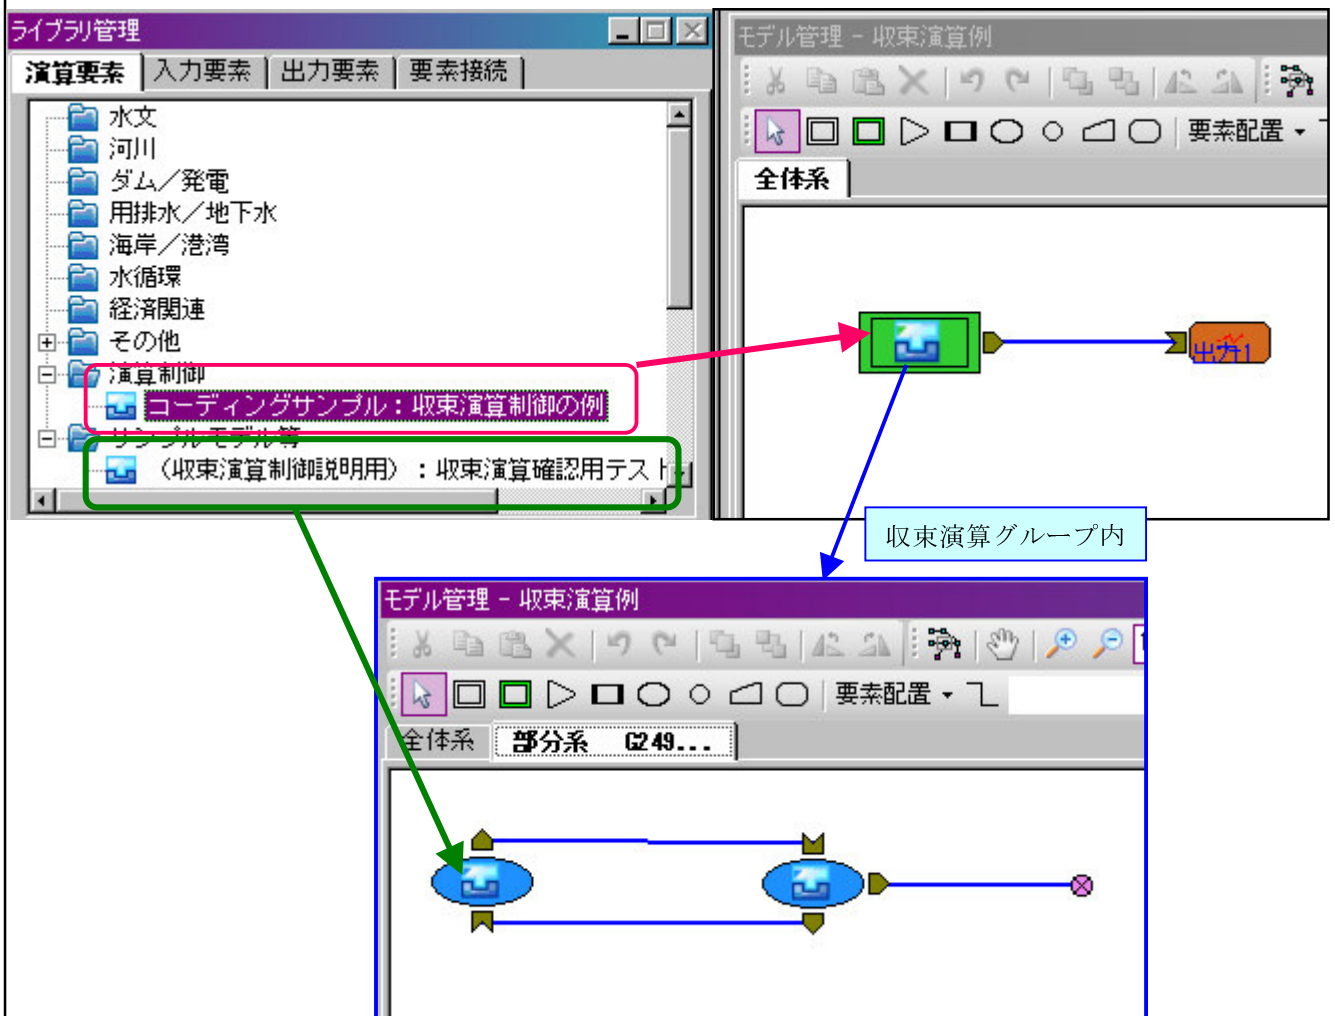 ライブラリ管理
演算要素 入力要素 出力要素 要素接続
水文
河川
ダム／発電
用排水／地下水
海岸／港湾
水循環
経済関連
その他
演算制御
コーディングサンプル：収束演算制御の例
サンプルモデル等
（収束演算制御説明用）：収束演算確認用テスト
モデル管理 - 収束演算例
要素配置
全体系
出力1
収束演算グループ内
モデル管理 - 収束演算例
要素配置
全体系 部分系 G249...